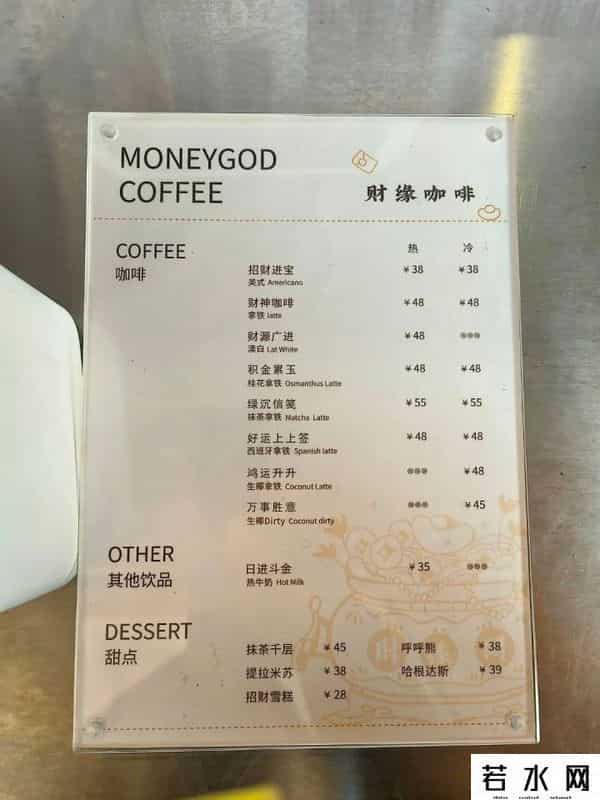 MONEYGOD
COFFEE
财缘咖啡
COFFEE
咖啡
热 冷
招财进宝 ¥38 ¥38
美式 Americano
财神咖啡 ¥48 ¥48
拿铁 latte
财源广进 ¥48
澳白 Lat White
积金累玉 ¥48 ¥48
桂花拿铁 Osmanthus Latte
绿沉信笺 ¥55 ¥55
抹茶拿铁 Matcha Latte
好运上上签 ¥48 ¥48
西班牙拿铁 Spanish latte
鸿运升升 ¥48
生椰拿铁 Coconut Latte
万事胜意 ¥45
生椰Dirty Coconut dirty
OTHER
其他饮品
日进斗金 ¥35
热牛奶 Hot Milk
DESSERT
甜点
抹茶千层 ¥45 呼呼熊 ¥38
提拉米苏 ¥38 哈根达斯 ¥39
招财雪糕 ¥28
若水网